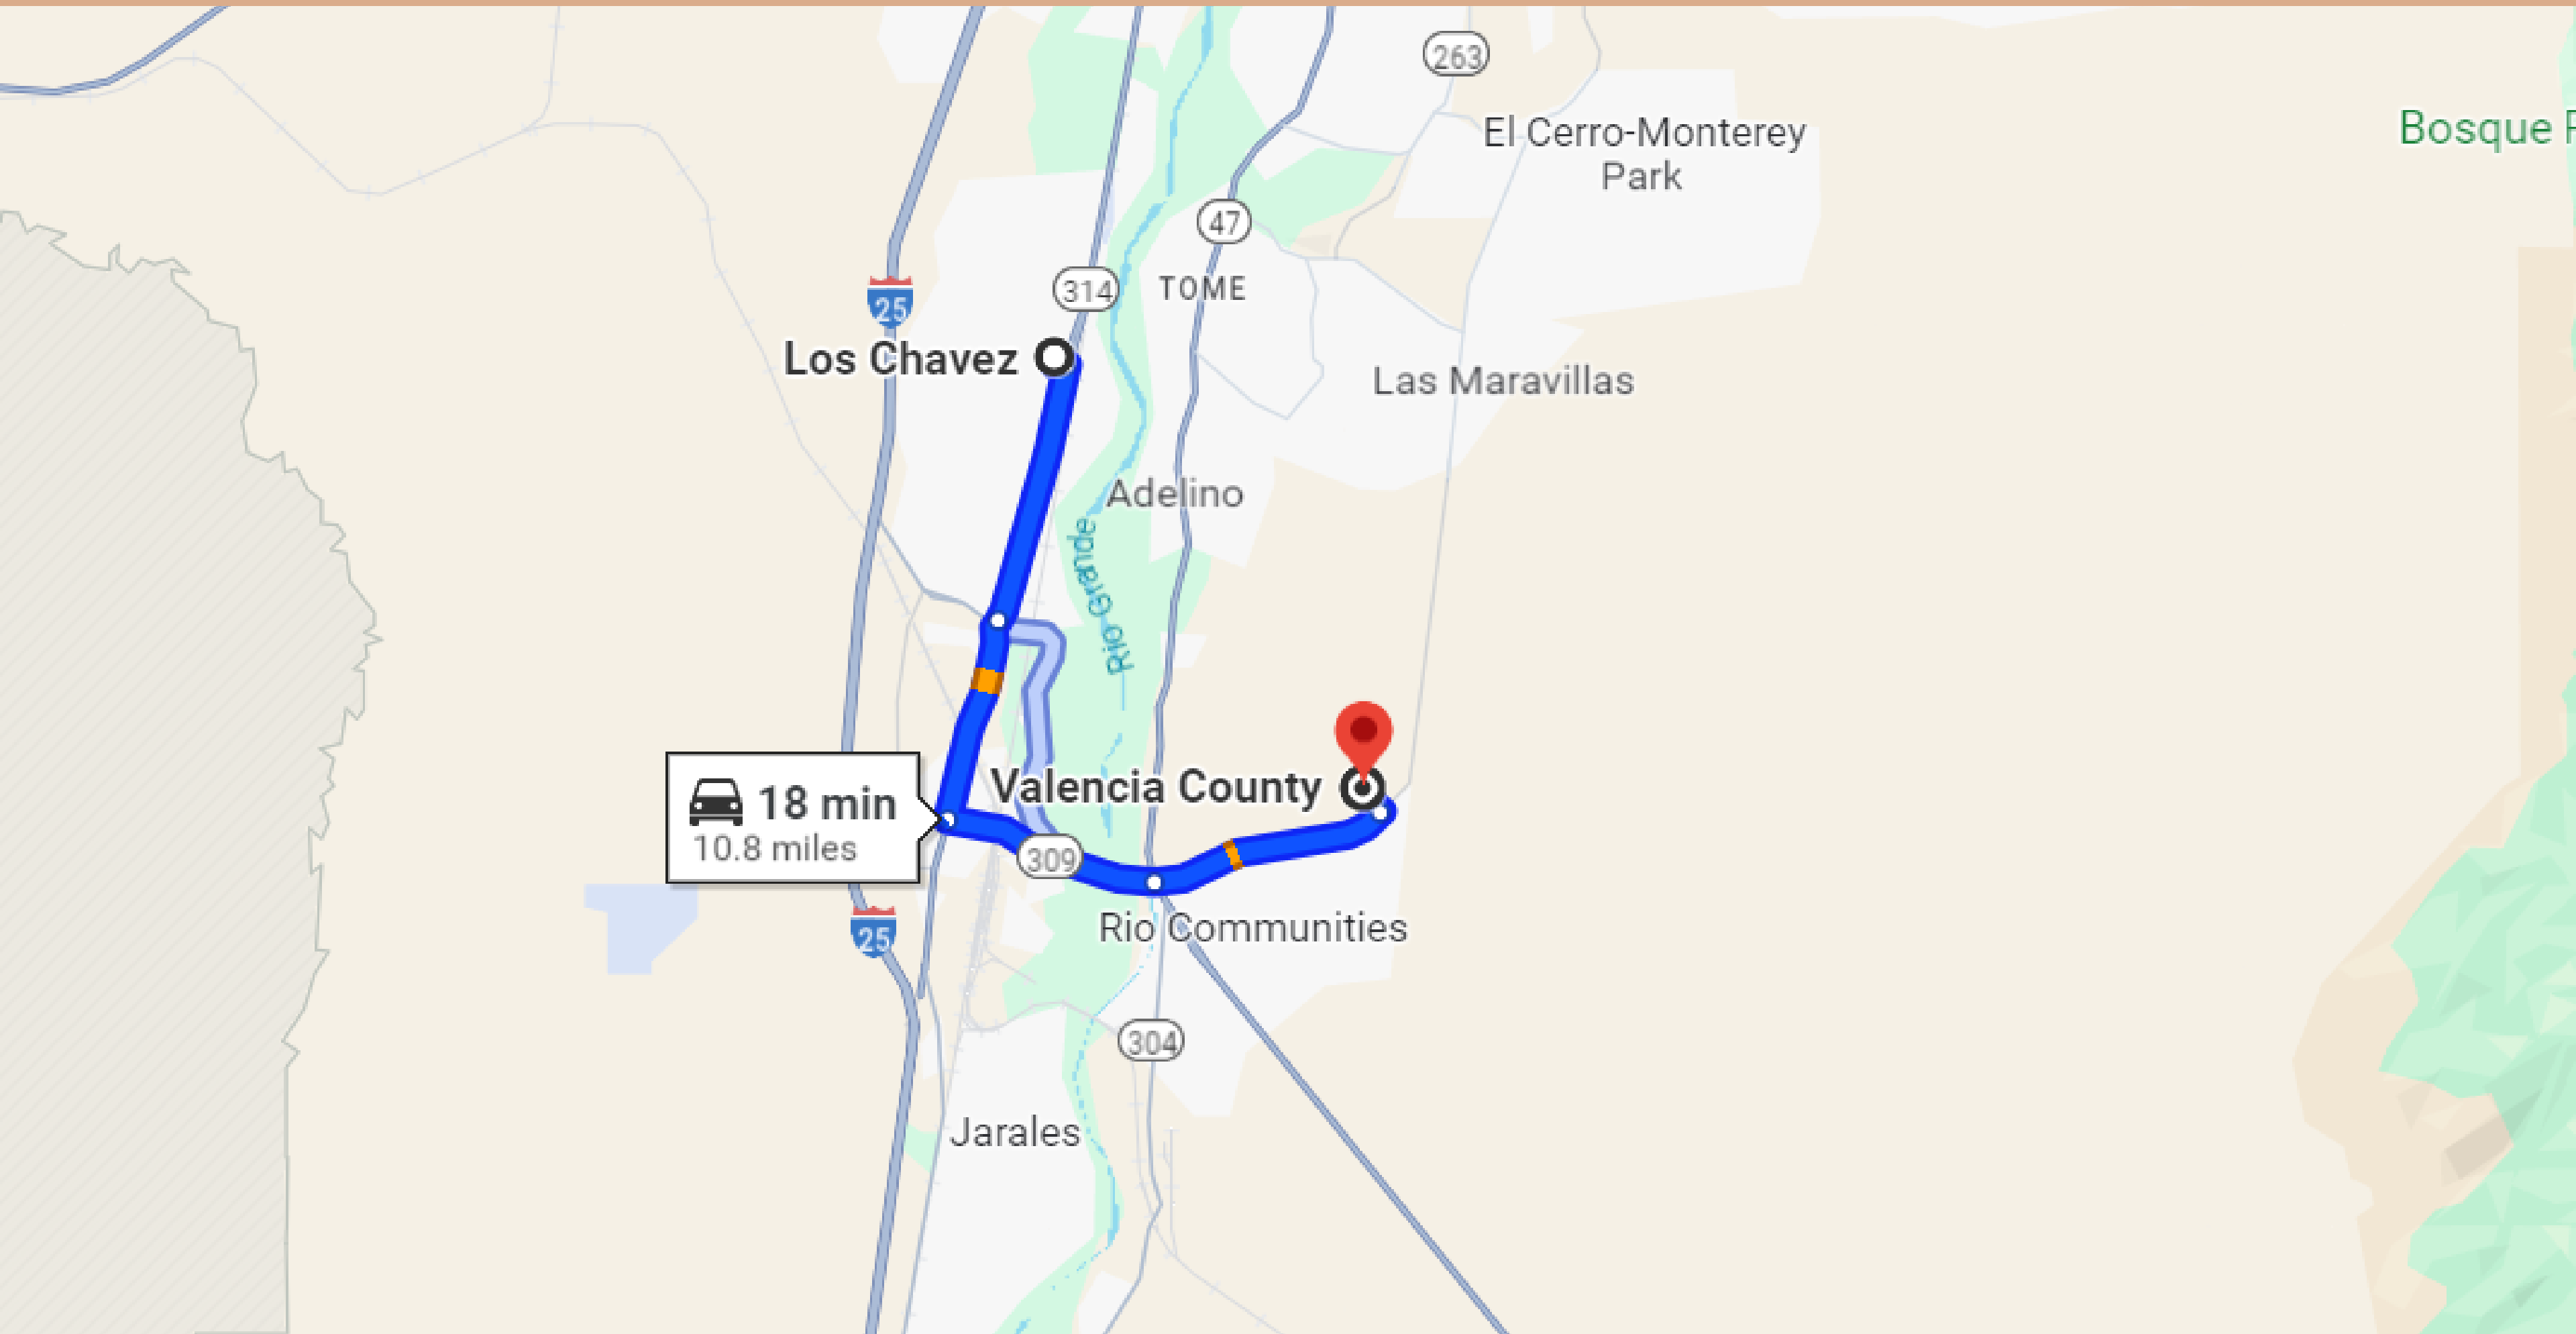 263
El Cerro-Monterey
Park
Bosque
47
TOME
25
314
Los Chavez
Las Maravillas
Adelino
Rio Grande
Valencia County
18 min
10.8 miles
309
Rio Communities
25
304
Jarales